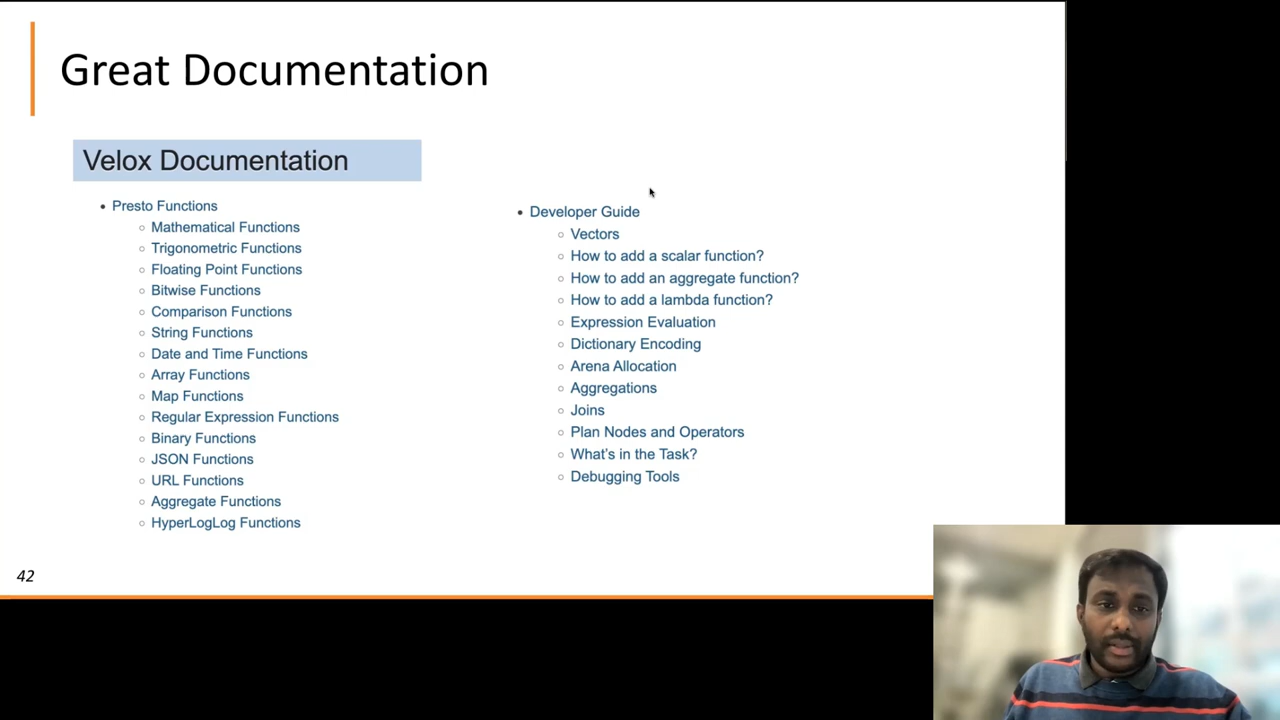 Great Documentation
Velox Documentation
Presto Functions
Mathematical Functions
Trigonometric Functions
Floating Point Functions
Bitwise Functions
Comparison Functions
String Functions
Date and Time Functions
Array Functions
Map Functions
Regular Expression Functions
Binary Functions
JSON Functions
URL Functions
Aggregate Functions
HyperLogLog Functions
Developer Guide
Vectors
How to add a scalar function?
How to add an aggregate function?
How to add a lambda function?
Expression Evaluation
Dictionary Encoding
Arena Allocation
Aggregations
Joins
Plan Nodes and Operators
What's in the Task?
Debugging Tools
42